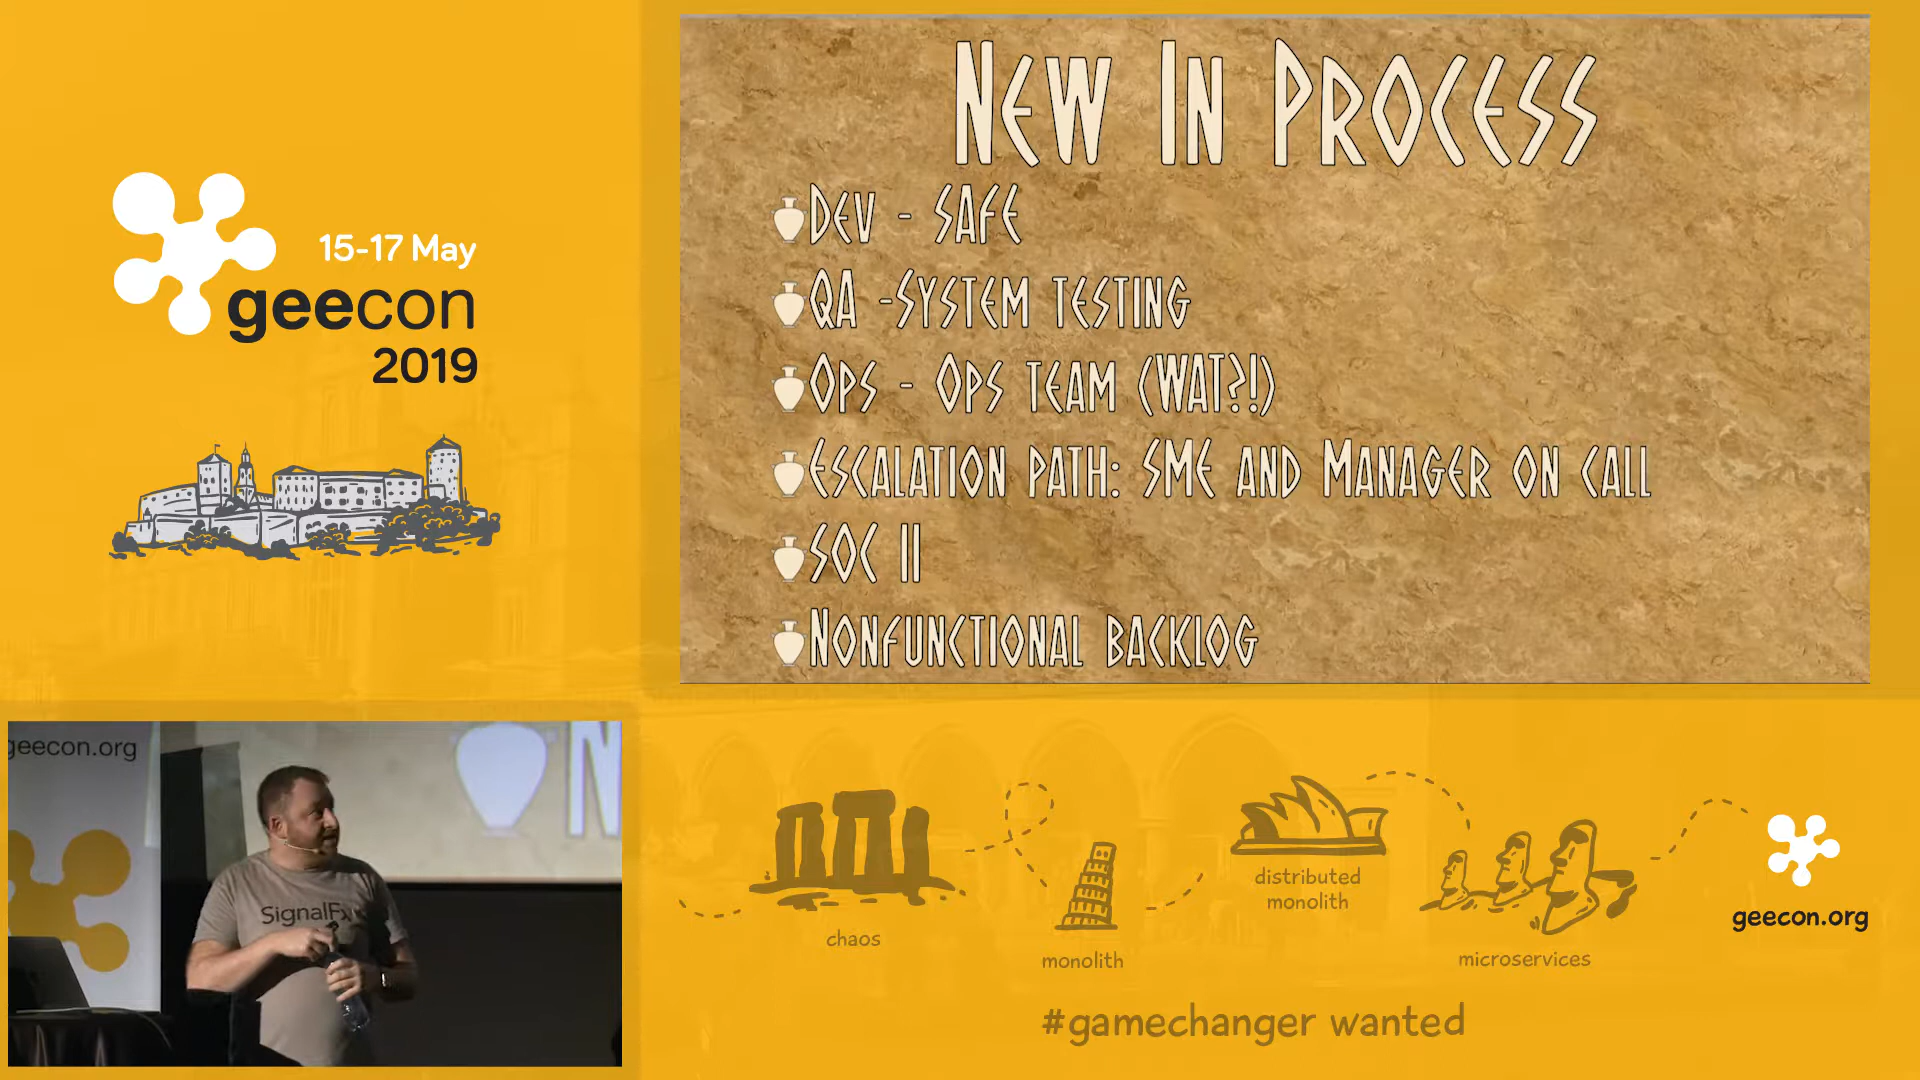 15-17 May
geecon
2019
New In Process
Dev - SAFe
QA -System testing
Ops - Ops team (WAT?!)
Escalation path: SME and Manager on call
SOC II
Nonfunctional backlog
geecon.org
N
SignalFx
chaos
monolith
distributed
monolith
microservices
geecon.org
#gamechanger wanted